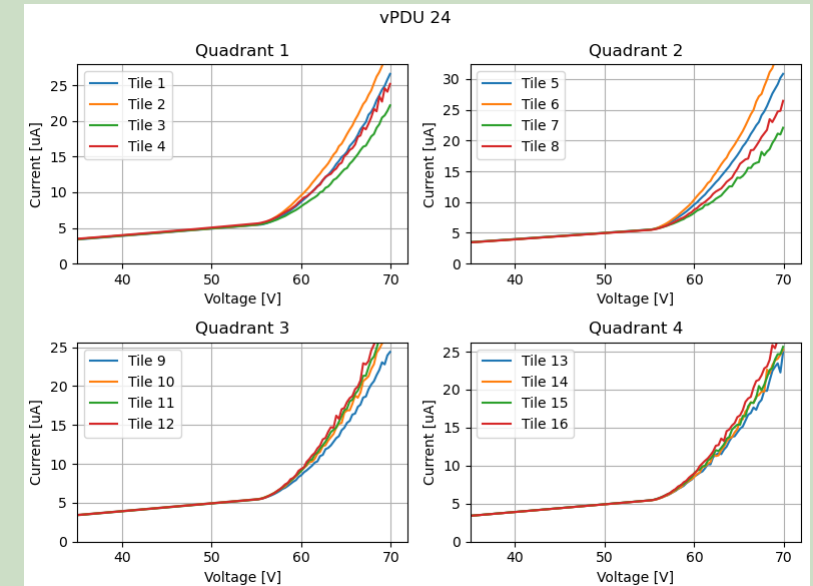 vPDU 24
Quadrant 1
Current [uA]
25
20
15
10
5
0
Tile 1
Tile 2
Tile 3
Tile 4
40
50
60
70
Voltage [V]
Quadrant 2
Current [uA]
30
25
20
15
10
5
0
Tile 5
Tile 6
Tile 7
Tile 8
40
50
60
70
Voltage [V]
Quadrant 3
Current [uA]
25
20
15
10
5
0
Tile 9
Tile 10
Tile 11
Tile 12
40
50
60
70
Voltage [V]
Quadrant 4
Current [uA]
25
20
15
10
5
0
Tile 13
Tile 14
Tile 15
Tile 16
40
50
60
70
Voltage [V]